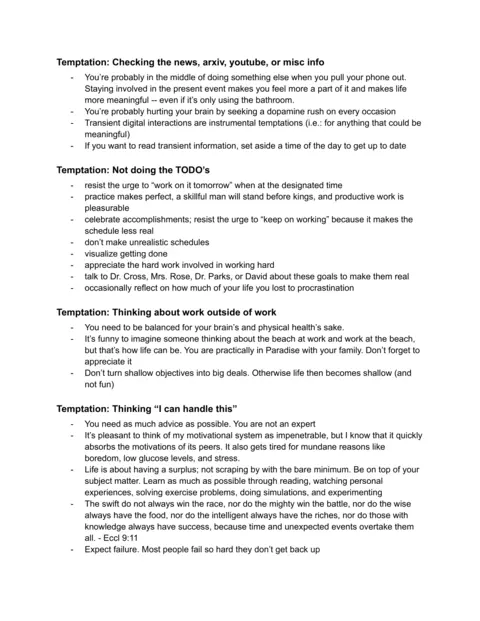 Temptation: Checking the news, arxiv, youtube, or misc info
- You're probably in the middle of doing something else when you pull your phone out.
Staying involved in the present event makes you feel more a part of it and makes life
more meaningful -- even if it's only using the bathroom.
- You're probably hurting your brain by seeking a dopamine rush on every occasion
- Transient digital interactions are instrumental temptations (i.e.: for anything that could be
meaningful)
- If you want to read transient information, set aside a time of the day to get up to date
Temptation: Not doing the TODO's
- resist the urge to "work on it tomorrow" when at the designated time
- practice makes perfect, a skillful man will stand before kings, and productive work is
pleasurable
- celebrate accomplishments; resist the urge to "keep on working" because it makes the
schedule less real
- don't make unrealistic schedules
- visualize getting done
- appreciate the hard work involved in working hard
- talk to Dr. Cross, Mrs. Rose, Dr. Parks, or David about these goals to make them real
- occasionally reflect on how much of your life you lost to procrastination
Temptation: Thinking about work outside of work
- You need to be balanced for your brain's and physical health's sake.
- It's funny to imagine someone thinking about the beach at work and work at the beach,
but that's how life can be. You are practically in Paradise with your family. Don't forget to
appreciate it
- Don't turn shallow objectives into big deals. Otherwise life then becomes shallow (and
not fun)
Temptation: Thinking "I can handle this"
- You need as much advice as possible. You are not an expert
- It's pleasant to think of my motivational system as impenetrable, but I know that it quickly
absorbs the motivations of its peers. It also gets tired for mundane reasons like
boredom, low glucose levels, and stress.
- Life is about having a surplus; not scraping by with the bare minimum. Be on top of your
subject matter. Learn as much as possible through reading, watching personal
experiences, solving exercise problems, doing simulations, and experimenting
- The swift do not always win the race, nor do the mighty win the battle, nor do the wise
always have the food, nor do the intelligent always have the riches, nor do those with
knowledge always have success, because time and unexpected events overtake them
all. - Eccl 9:11
- Expect failure. Most people fail so hard they don't get back up